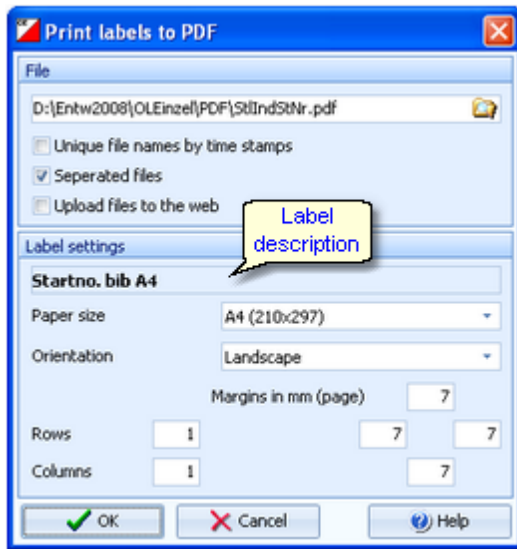 Print labels to PDF
File
D:\Entw2008\OLEinzel\PDF\StlIndStNr.pdf
Unique file names by time stamps
Seperated files
Upload files to the web
Label
description
Label settings
Startno. bib A4
Paper size A4 (210x297)
Orientation Landscape
Margins in mm (page) 7
Rows 1 7 7
Columns 1 7
OK Cancel Help